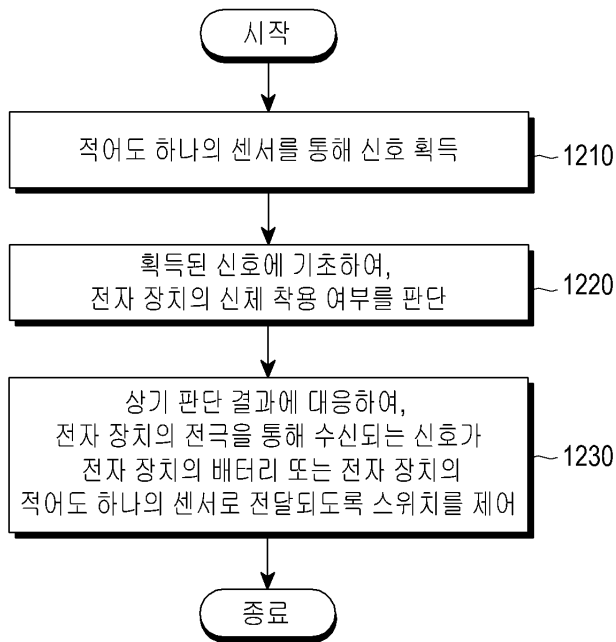 시작
적어도 하나의 센서를 통해 신호 획득
1210
획득된 신호에 기초하여,
전자 장치의 신체 착용 여부를 판단
1220
상기 판단 결과에 대응하여,
전자 장치의 전극을 통해 수신되는 신호가
전자 장치의 배터리 또는 전자 장치의
적어도 하나의 센서로 전달되도록 스위치를 제어
1230
종료